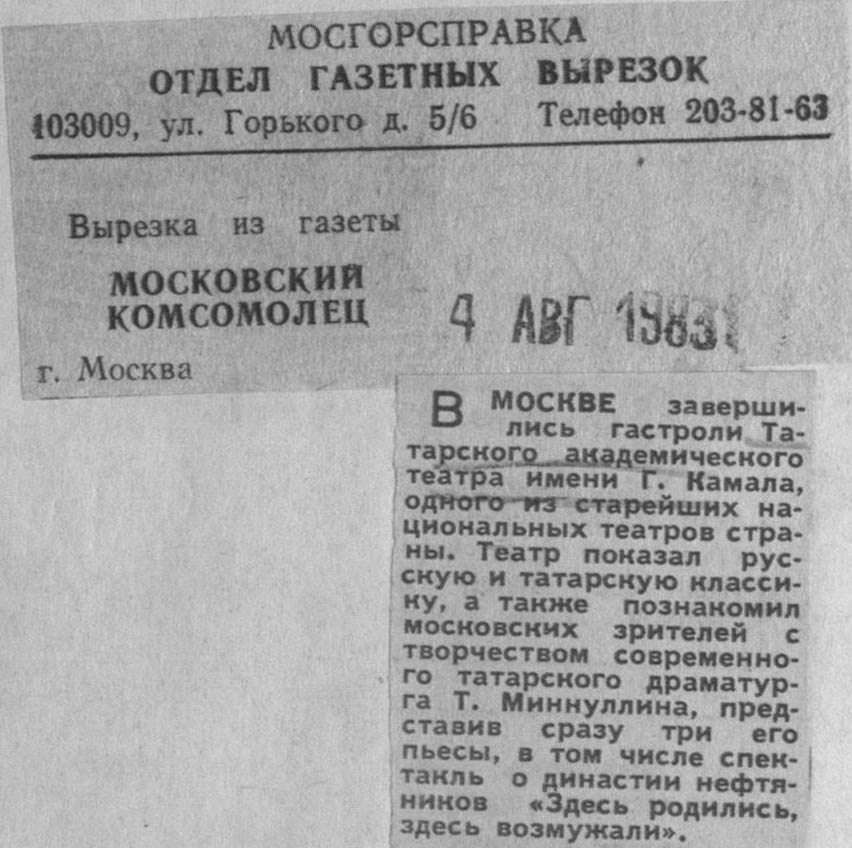 МОСГОРСПРАВКА
ОТДЕЛ ГАЗЕТНЫХ ВЫРЕЗОК
103009, ул. Горького д. 5/6 Телефон 203-81-63
Вырезка из газеты
МОСКОВСКИЙ
КОМСОМОЛЕЦ
4 АВГ 1983
г. Москва
В МОСКВЕ заверши-
лись гастроли Та-
тарского академического
театра имени Г. Камала,
одного из старейших на-
циональных театров стра-
ны. Театр показал рус-
скую и татарскую класси-
ку, а также познакомил
московских зрителей с
творчеством современно-
го татарского драматур-
га Т. Миннуллина, пред-
ставив сразу три его
пьесы, в том числе спек-
такль о династии нефтя-
ников «Здесь родились,
здесь возмужали».